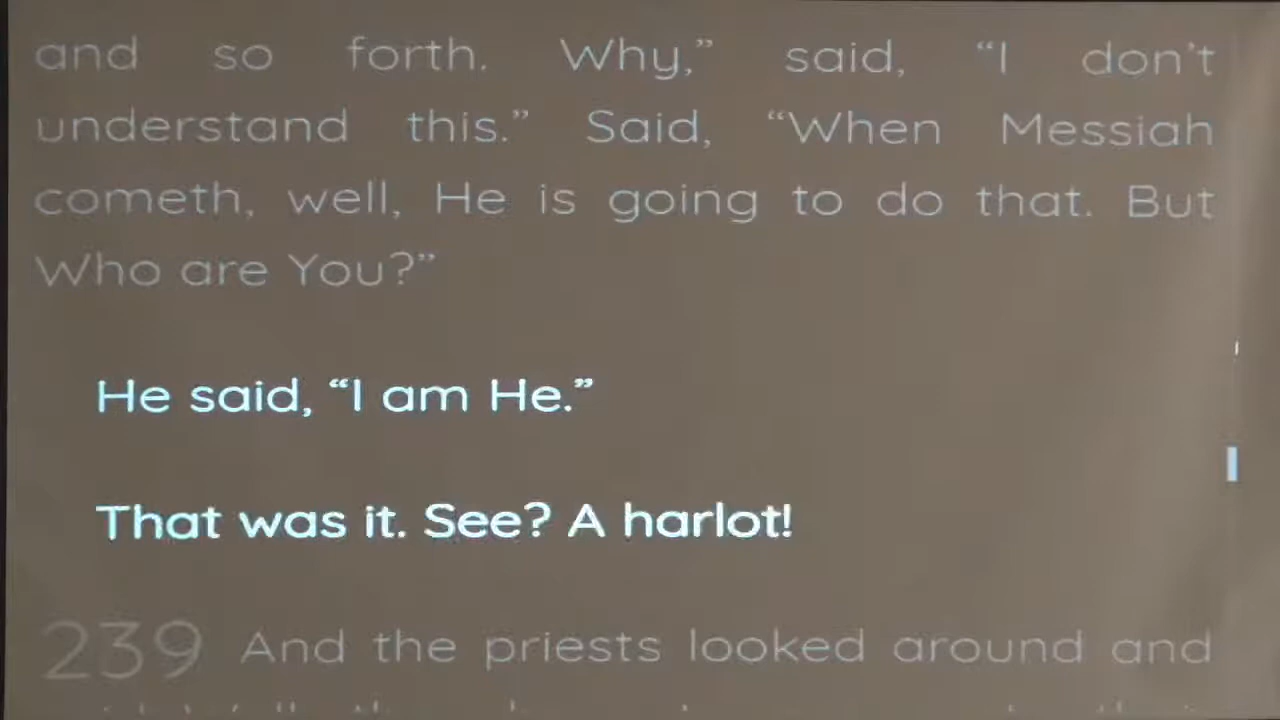 and so forth. Why,” said, “I don’t
understand this.” Said, “When Messiah
cometh, well, He is going to do that. But
Who are You?”
He said, “I am He.”
That was it. See? A harlot!
239 And the priests looked around and